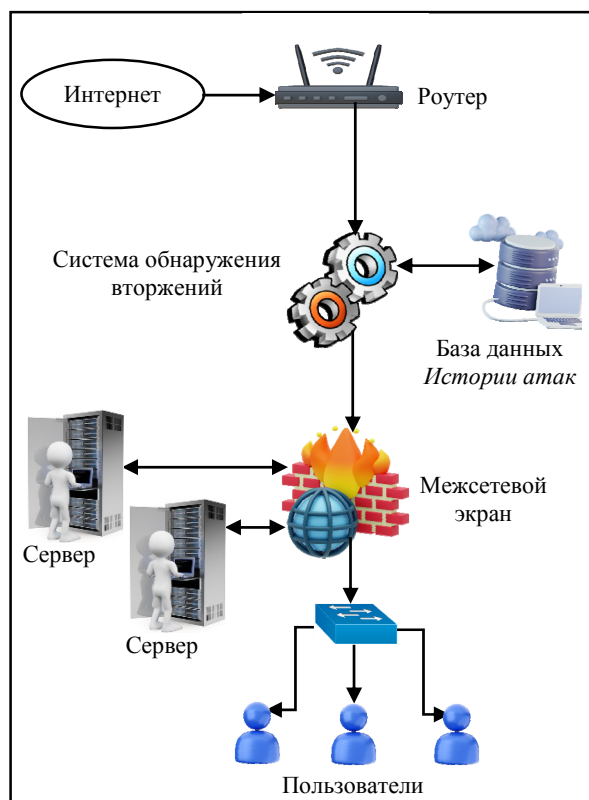 Интернет
Роутер
Система обнаружения
вторжений
База данных
Истории атак
Межсетевой
экран
Сервер
Сервер
Пользователи